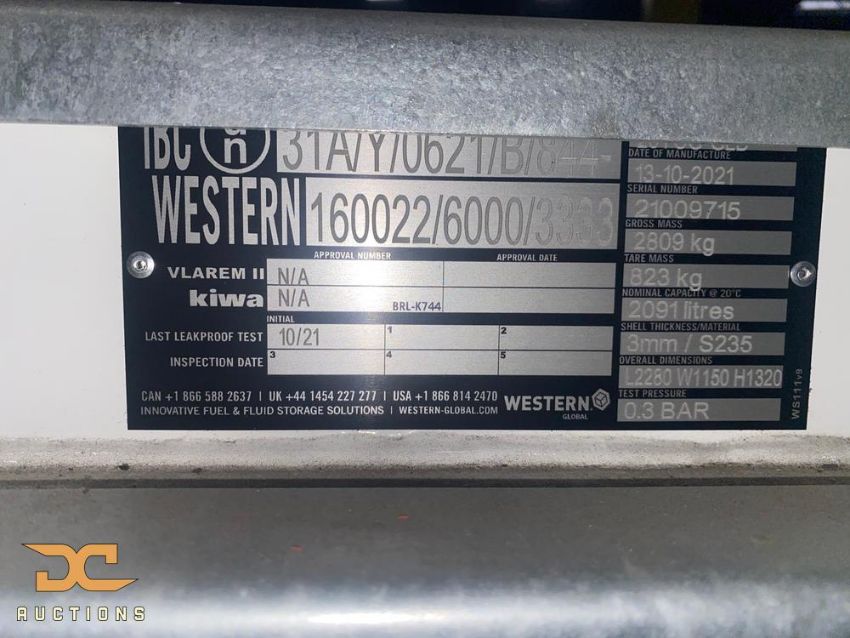 IBC un 31A/Y/0621/B/844-
WESTERN 160022/6000/3333
APPROVAL NUMBER APPROVAL DATE
VLAREM II N/A
kiwa N/A BRL-K744
INITIAL
LAST LEAKPROOF TEST 10/21 1 2
INSPECTION DATE 3 4 5
CAN +1 866 588 2637 | UK +44 1454 227 277 | USA +1 866 814 2470
INNOVATIVE FUEL & FLUID STORAGE SOLUTIONS | WESTERN-GLOBAL.COM
WESTERN
GLOBAL
DATE OF MANUFACTURE
13-10-2021
SERIAL NUMBER
21009715
GROSS MASS
2809 kg
TARE MASS
823 kg
NOMINAL CAPACITY @ 20°C
2091 litres
SHELL THICKNESS/MATERIAL
3mm / S235
OVERALL DIMENSIONS
L2280 W1150 H1320
TEST PRESSURE
0.3 BAR
WS111v9
DC
AUCTIONS